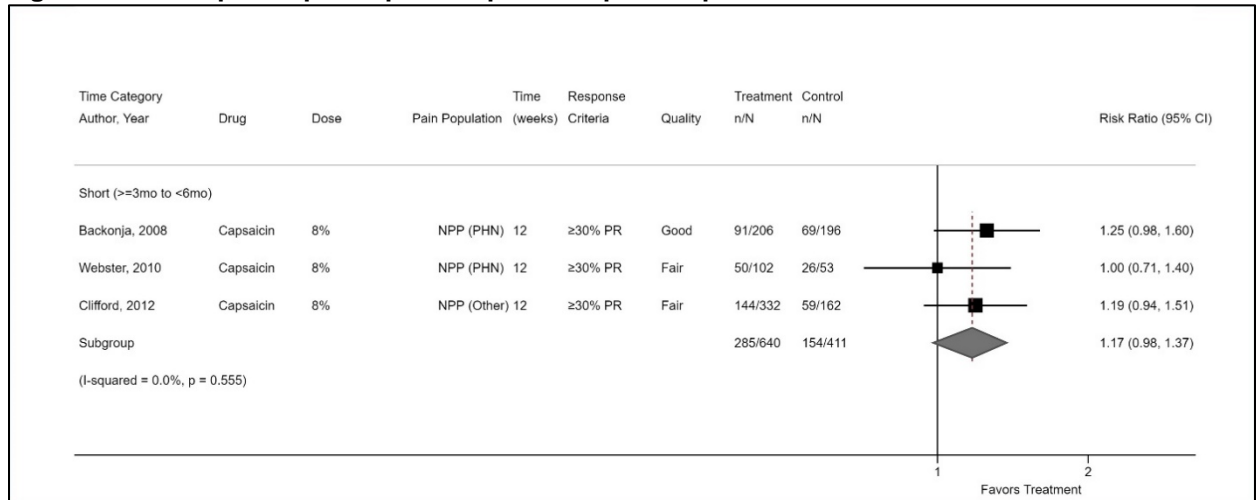 Time Category Time Response Treatment Control
Author, Year Drug Dose Pain Population (weeks) Criteria Quality n/N n/N Risk Ratio (95% CI)
Short (>=3mo to <6mo)
Backonja, 2008 Capsaicin 8% NPP (PHN) 12 ≥30% PR Good 91/206 69/196 1.25 (0.98, 1.60)
Webster, 2010 Capsaicin 8% NPP (PHN) 12 ≥30% PR Fair 50/102 26/53 1.00 (0.71, 1.40)
Clifford, 2012 Capsaicin 8% NPP (Other) 12 ≥30% PR Fair 144/332 59/162 1.19 (0.94, 1.51)
Subgroup 285/640 154/411 1.17 (0.98, 1.37)
(I-squared = 0.0%, p = 0.555)
1 2
Favors Treatment